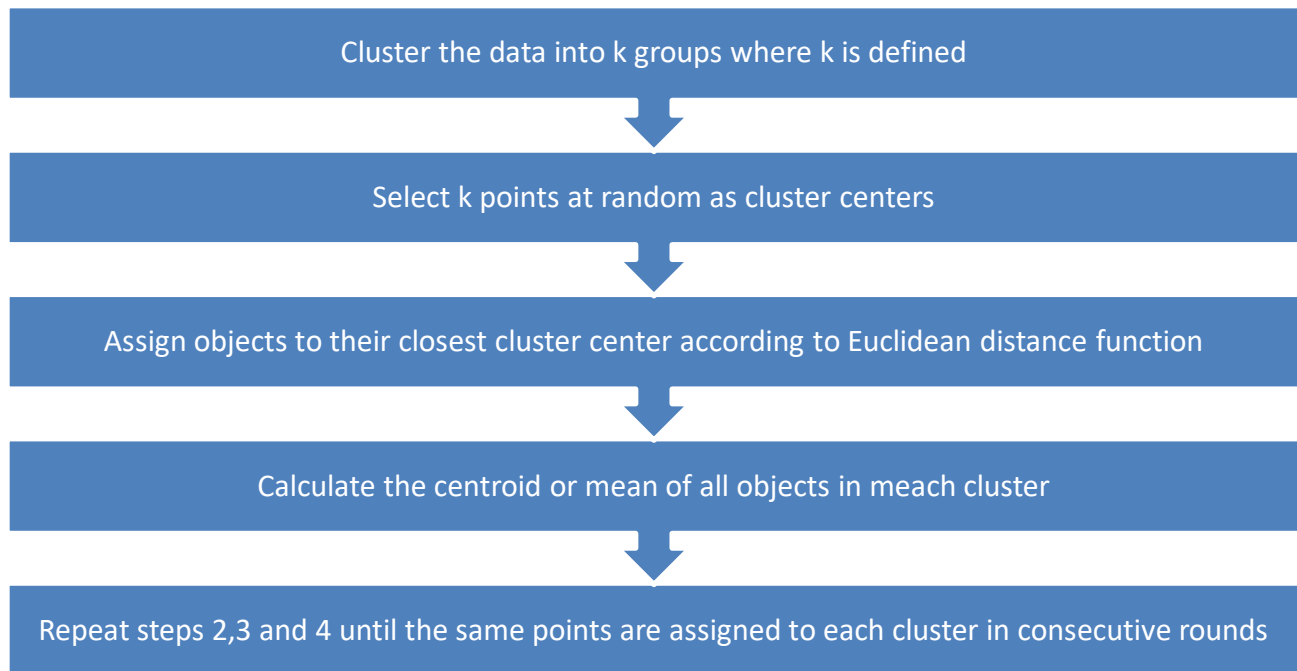 Cluster the data into k groups where k is defined
Select k points at random as cluster centers
Assign objects to their closest cluster center according to Euclidean distance function
Calculate the centroid or mean of all objects in meach cluster
Repeat steps 2,3 and 4 until the same points are assigned to each cluster in consecutive rounds